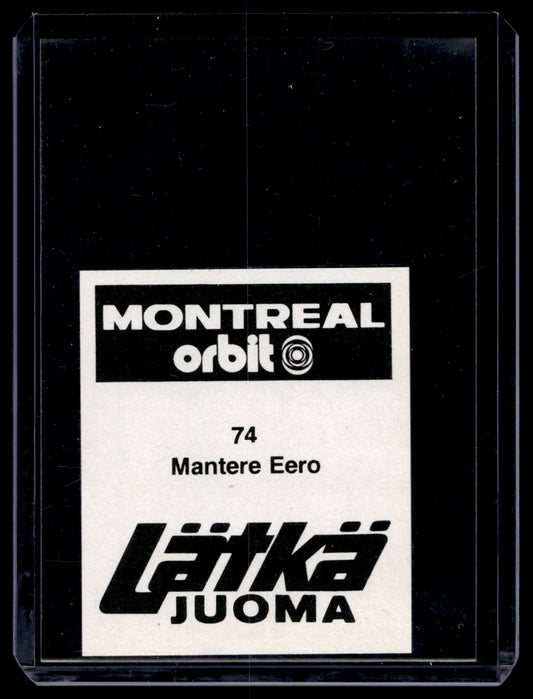 MONTREAL
orbit
74
Mantere Eero
Lätkä
JUOMA